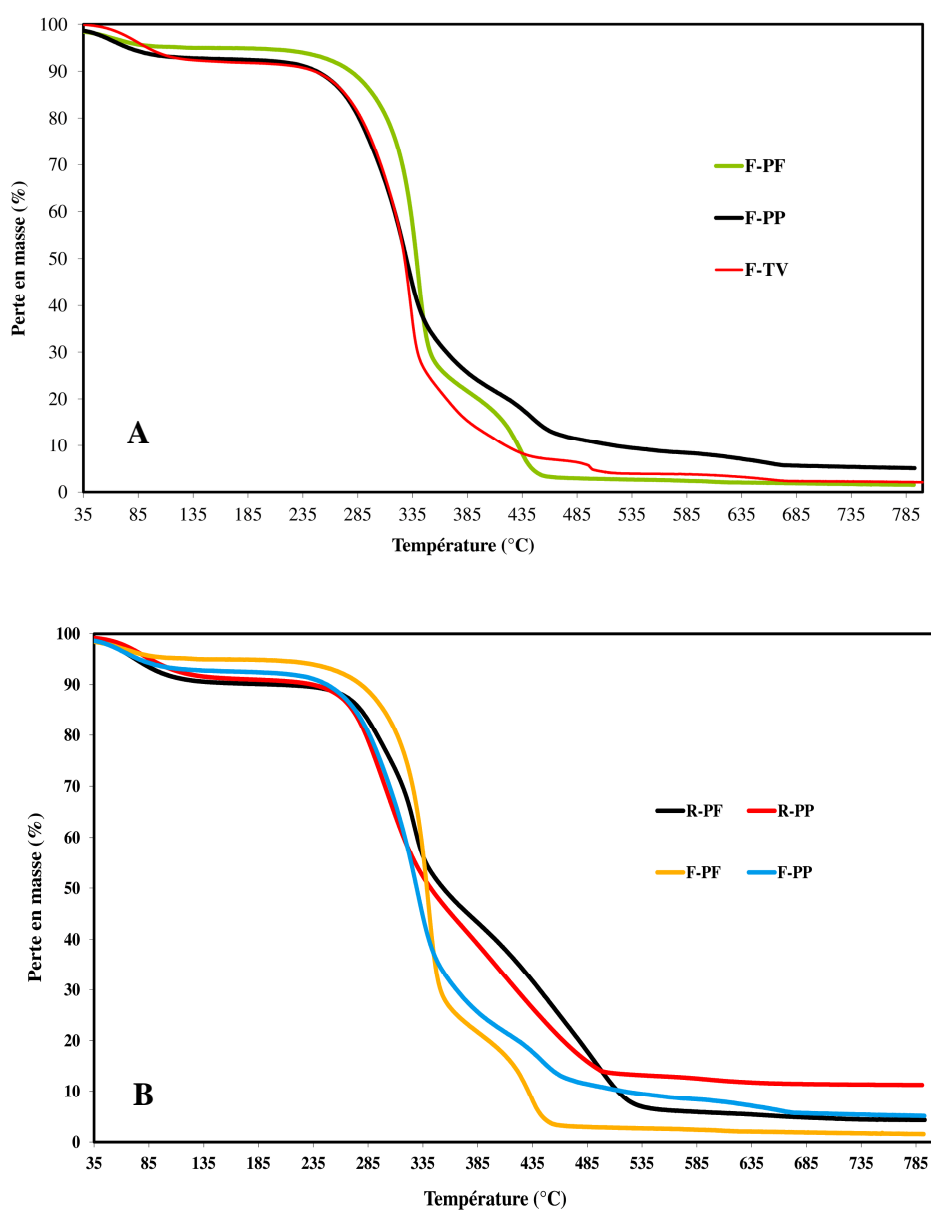 100
90
80
70
60
50
40
30
20
10
0
Perte en masse (%)
F-PF
F-PP
F-TV
A
35 85 135 185 235 285 335 385 435 485 535 585 635 685 735 785
Température (°C)
100
90
80
70
60
50
40
30
20
10
0
Perte en masse (%)
R-PF R-PP
F-PF F-PP
B
35 85 135 185 235 285 335 385 435 485 535 585 635 685 735 785
Température (°C)